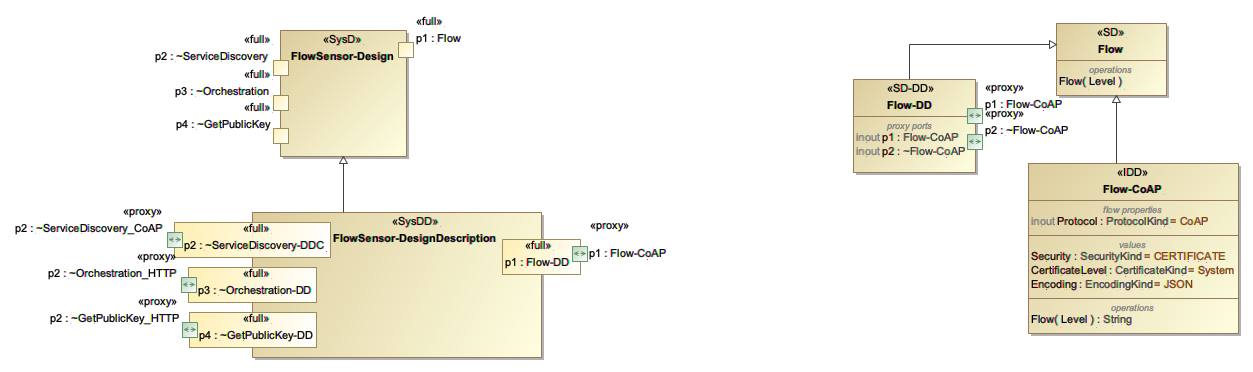 «full»
p1 : Flow
«SysD»
FlowSensor-Design
«full»
p2 : ~ServiceDiscovery
«full»
p3 : ~Orchestration
«full»
p4 : ~GetPublicKey
«SysDD»
FlowSensor-DesignDescription
«proxy»
p2 : ~ServiceDiscovery_CoAP
«full»
p2 : ~ServiceDiscovery-DDC
«proxy»
p2 : ~Orchestration_HTTP
«full»
p3 : ~Orchestration-DD
«proxy»
p2 : ~GetPublicKey_HTTP
«full»
p4 : ~GetPublicKey-DD
«full»
p1 : Flow-DD
«proxy»
p1 : Flow-CoAP
«SD»
Flow
operations
Flow( Level )
«SD-DD»
Flow-DD
proxy ports
inout p1 : Flow-CoAP
inout p2 : ~Flow-CoAP
«proxy»
p1 : Flow-CoAP
«proxy»
p2 : ~Flow-CoAP
«IDD»
Flow-CoAP
flow properties
inout Protocol : ProtocolKind = CoAP
values
Security : SecurityKind = CERTIFICATE
CertificateLevel : CertificateKind = System
Encoding : EncodingKind = JSON
operations
Flow( Level ) : String